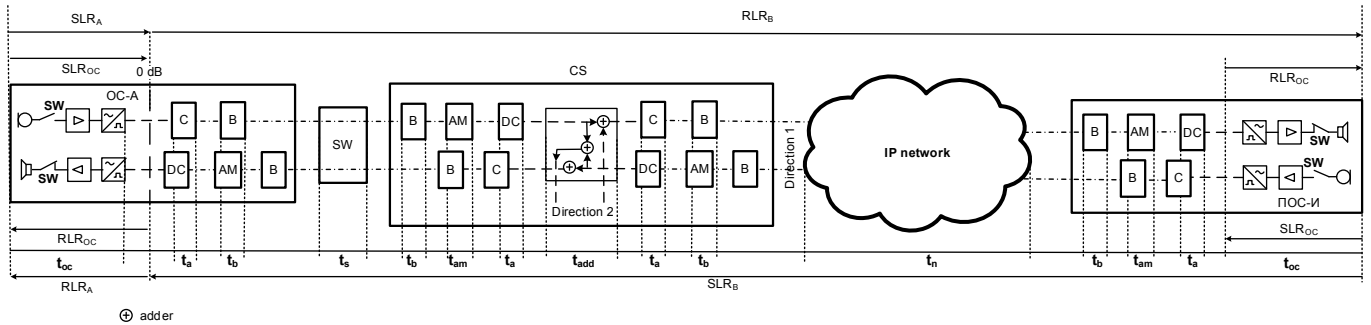 SLR_A
RLR_B
SLR_OC
0 dB
CS
RLR_OC
ОС-А
SW
C
B
B
AM
DC
C
B
B
AM
DC
SW
SW
IP network
SW
DC
AM
B
B
C
DC
AM
B
B
C
SW
Direction 1
Direction 2
ПОС-И
RLR_OC
SLR_OC
t_oc
t_a
t_b
t_s
t_b
t_am
t_a
t_add
t_a
t_b
t_n
t_b
t_am
t_a
t_oc
RLR_A
SLR_B
adder